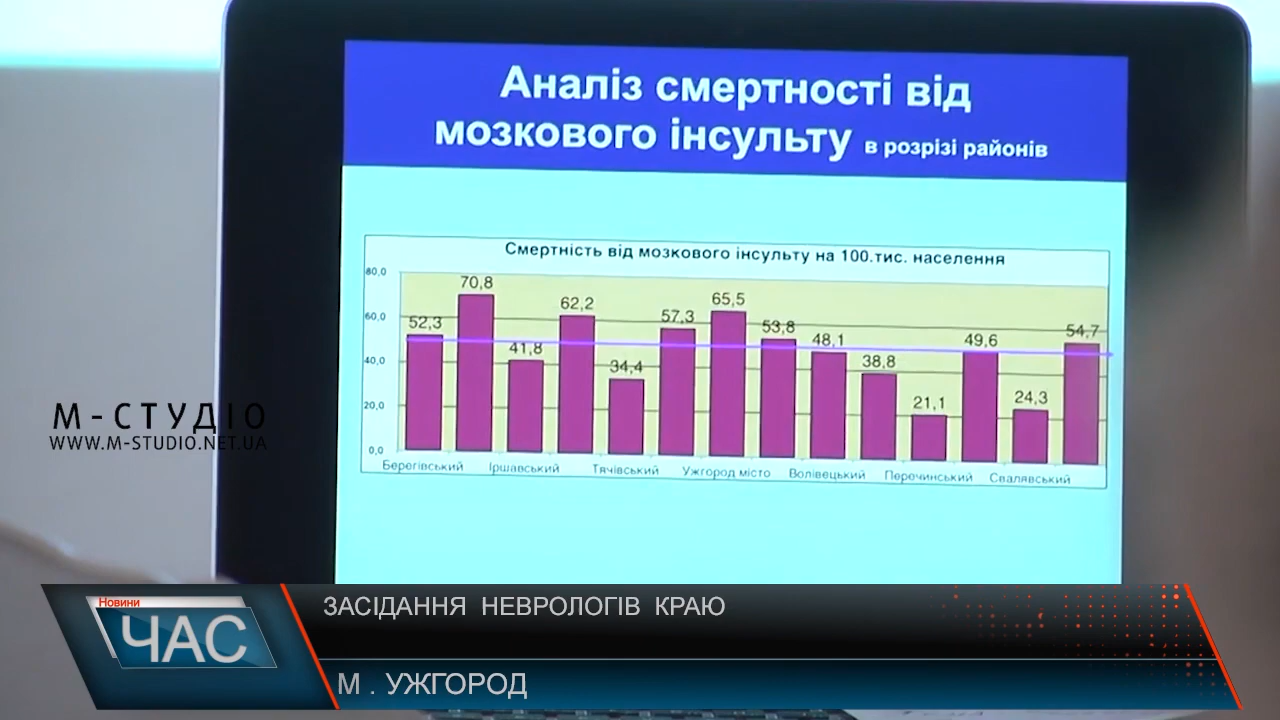 Аналіз смертності від
мозкового інсульту в розрізі районів
Смертність від мозкового інсульту на 100.тис. населення
80,0
60,0
40,0
20,0
0,0
52,3
70,8
41,8
62,2
34,4
57,3
65,5
53,8
48,1
38,8
21,1
49,6
24,3
54,7
Берегівський Іршавський Тячівський Ужгород місто Воловецький Перечинський Свалявський
М-СТУДІО
WWW.M-STUDIO.NET.UA
Новини
ЧАС
ЗАСІДАННЯ НЕВРОЛОГІВ КРАЮ
М . УЖГОРОД